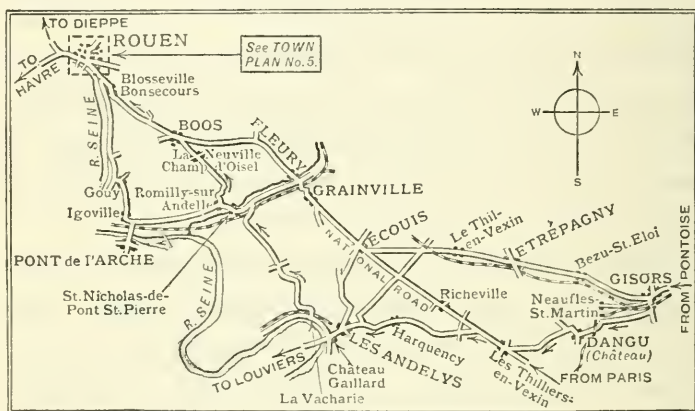 TO DIEPPE
ROUEN
TO
HAVRE
See TOWN
PLAN No.5.
Blosseville
Bonsecours
R. SEINE
BOOS
FLEURY
La Neuville
Champ d'Oisel
Gouy
Romilly-sur
Andelle
Igoville
GRAINVILLE
PONT de l'ARCHE
St. Nicholas-de-
Pont St. Pierre
R. SEINE
ECOUIS
NATIONAL ROAD
Le Thil-
en-Vexin
ETRÈPAGNY
Bezu-St. Eloi
GISORS
FROM PONTOISE
Richeville
Neaufles-
St. Martin
DANGU
(Château)
Harquency
LES ANDELYS
Les Thilliers-
en-Vexin
FROM PARIS
TO LOUVIERS
Château
Gaillard
La Vacharie
N
W
E
S